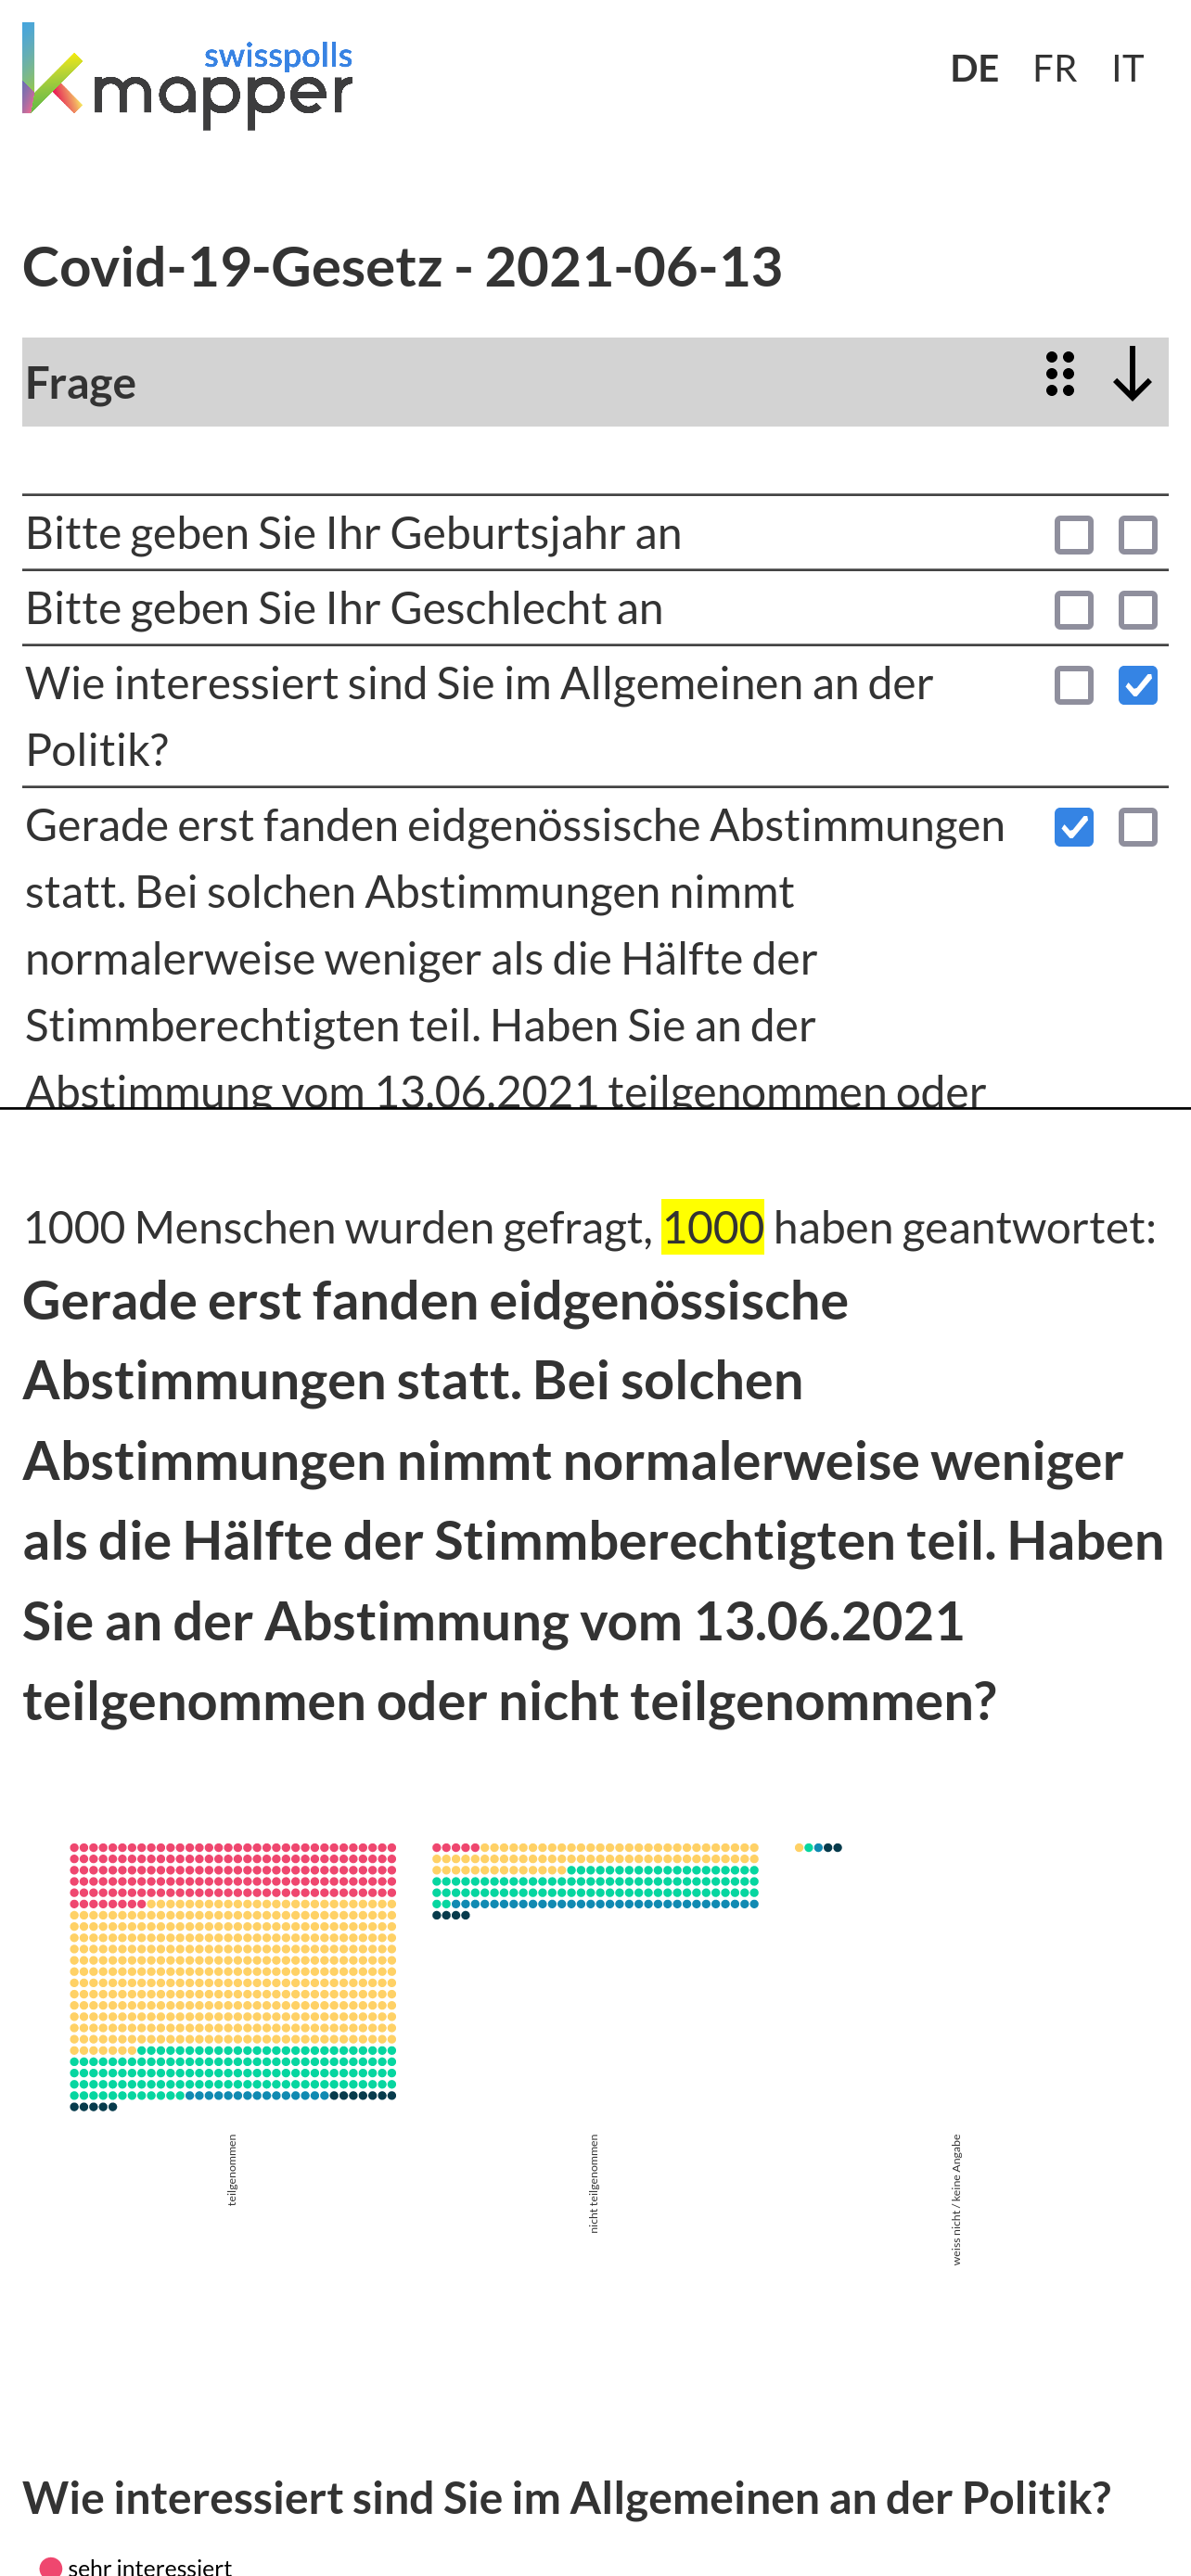 swisspolls
mapper
DE FR IT
Covid-19-Gesetz - 2021-06-13
Frage
Bitte geben Sie Ihr Geburtsjahr an
Bitte geben Sie Ihr Geschlecht an
Wie interessiert sind Sie im Allgemeinen an der
Politik?
Gerade erst fanden eidgenössische Abstimmungen
statt. Bei solchen Abstimmungen nimmt
normalerweise weniger als die Hälfte der
Stimmberechtigten teil. Haben Sie an der
Abstimmung vom 13.06.2021 teilgenommen oder
1000 Menschen wurden gefragt, 1000 haben geantwortet:
Gerade erst fanden eidgenössische
Abstimmungen statt. Bei solchen
Abstimmungen nimmt normalerweise weniger
als die Hälfte der Stimmberechtigten teil. Haben
Sie an der Abstimmung vom 13.06.2021
teilgenommen oder nicht teilgenommen?
teilgenommen
nicht teilgenommen
weiss nicht / keine Angabe
Wie interessiert sind Sie im Allgemeinen an der Politik?
sehr interessiert